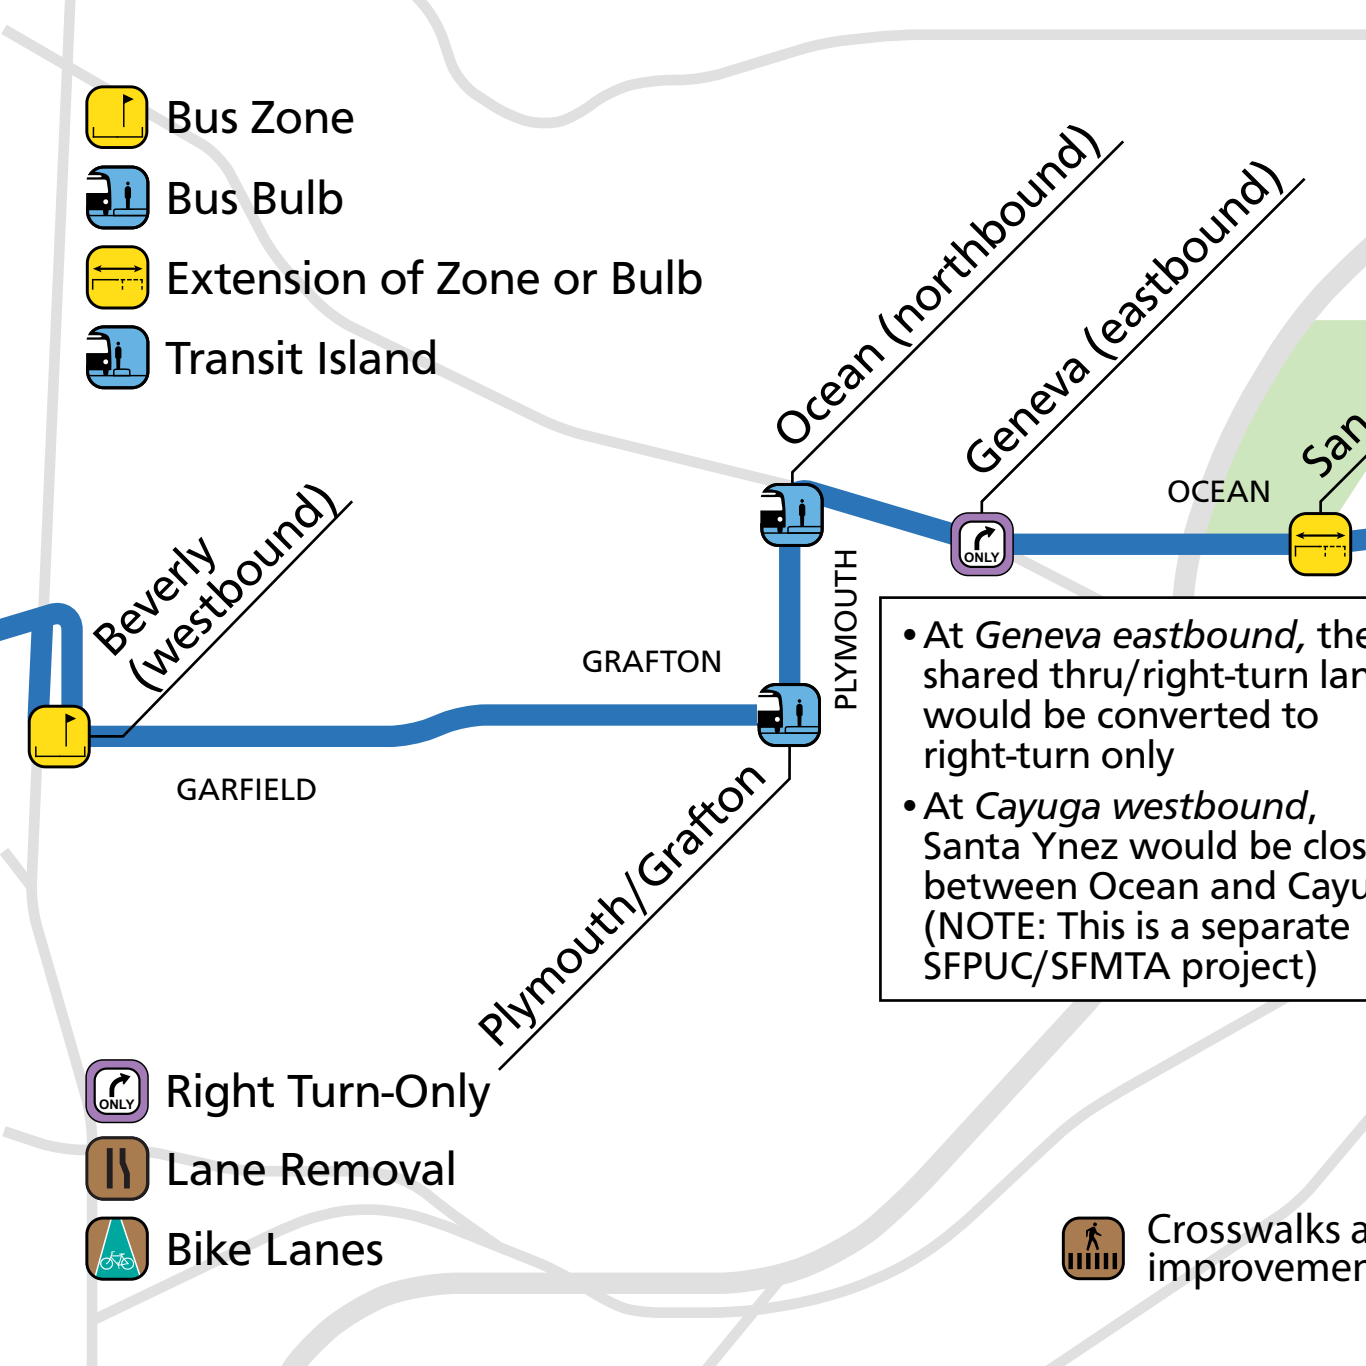 Bus Zone
Bus Bulb
Extension of Zone or Bulb
Transit Island
Ocean (northbound)
Geneva (eastbound)
San
OCEAN
Beverly
(westbound)
ONLY
PLYMOUTH
GRAFTON
GARFIELD
Plymouth/Grafton
• At Geneva eastbound, the
shared thru/right-turn lan
would be converted to
right-turn only
• At Cayuga westbound,
Santa Ynez would be clos
between Ocean and Cayu
(NOTE: This is a separate
SFPUC/SFMTA project)
ONLY
Right Turn-Only
Lane Removal
Bike Lanes
Crosswalks a
improvemen